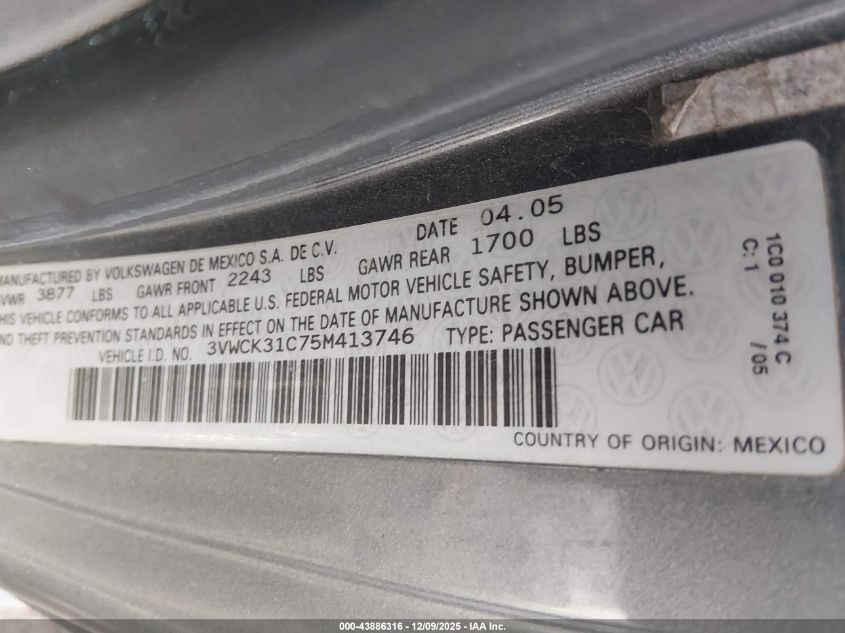 MANUFACTURED BY VOLKSWAGEN DE MEXICO S.A. DE C.V. DATE 04.05
GVWR 3877 LBS GAWR FRONT 2243 LBS GAWR REAR 1700 LBS
THIS VEHICLE CONFORMS TO ALL APPLICABLE U.S. FEDERAL MOTOR VEHICLE SAFETY, BUMPER,
AND THEFT PREVENTION STANDARDS IN EFFECT ON THE DATE OF MANUFACTURE SHOWN ABOVE.
VEHICLE I.D. NO. 3VWCK31C75M413746 TYPE: PASSENGER CAR
COUNTRY OF ORIGIN: MEXICO
1C0 010 374 C
C: 1 / 05
000-43886316 - 12/09/2025 - IAA Inc.